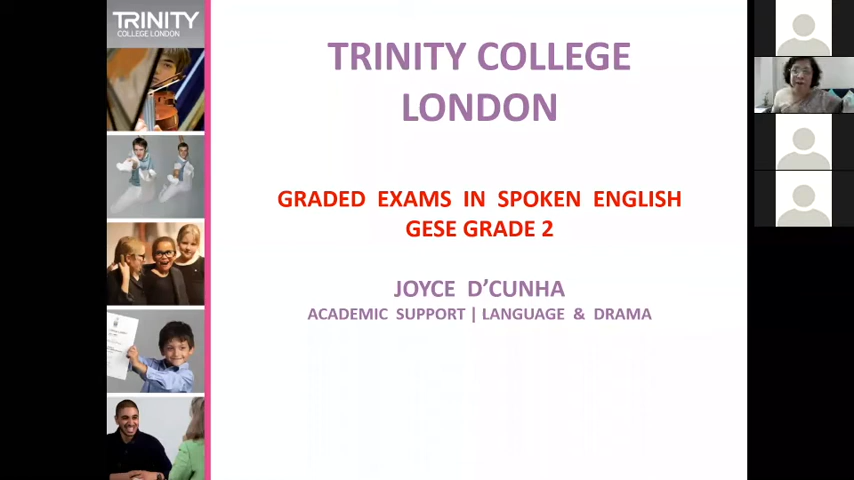 TRINITY
COLLEGE LONDON
TRINITY COLLEGE
LONDON
GRADED EXAMS IN SPOKEN ENGLISH
GESE GRADE 2
JOYCE D’CUNHA
ACADEMIC SUPPORT | LANGUAGE & DRAMA